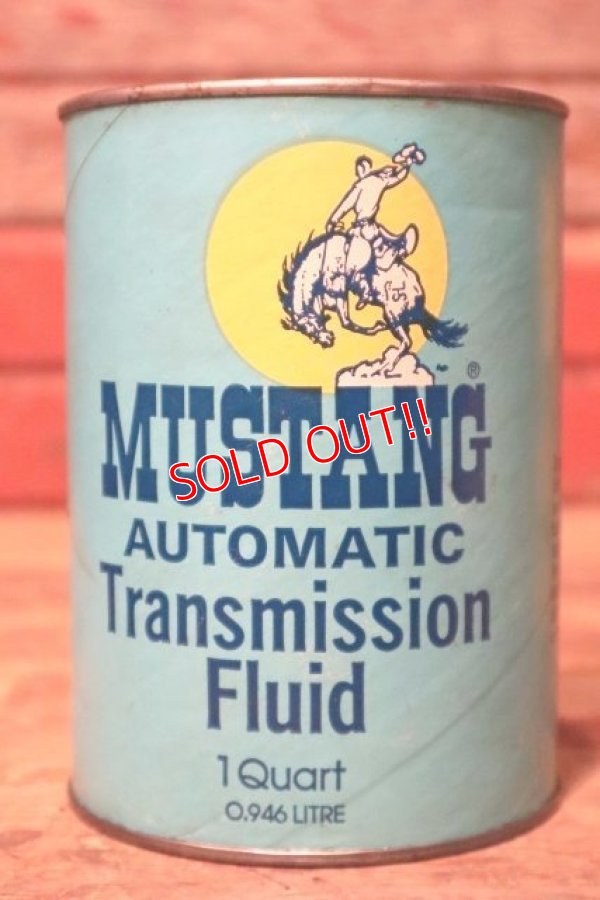 ®
MUSTANG
SOLD OUT!!
AUTOMATIC
Transmission
Fluid
1 Quart
0.946 LITRE